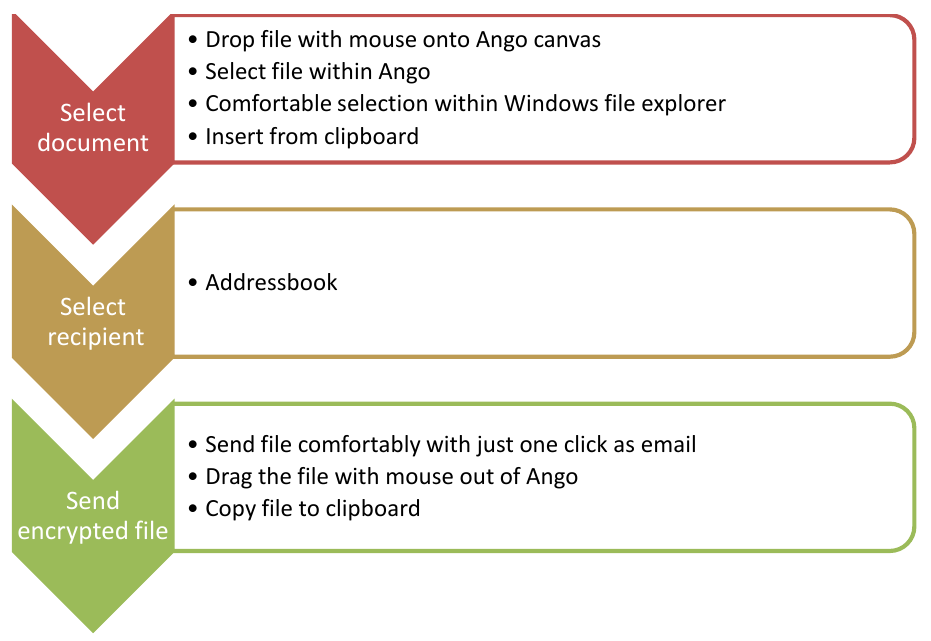 Select
document
• Drop file with mouse onto Ango canvas
• Select file within Ango
• Comfortable selection within Windows file explorer
• Insert from clipboard
Select
recipient
• Addressbook
Send
encrypted file
• Send file comfortably with just one click as email
• Drag the file with mouse out of Ango
• Copy file to clipboard